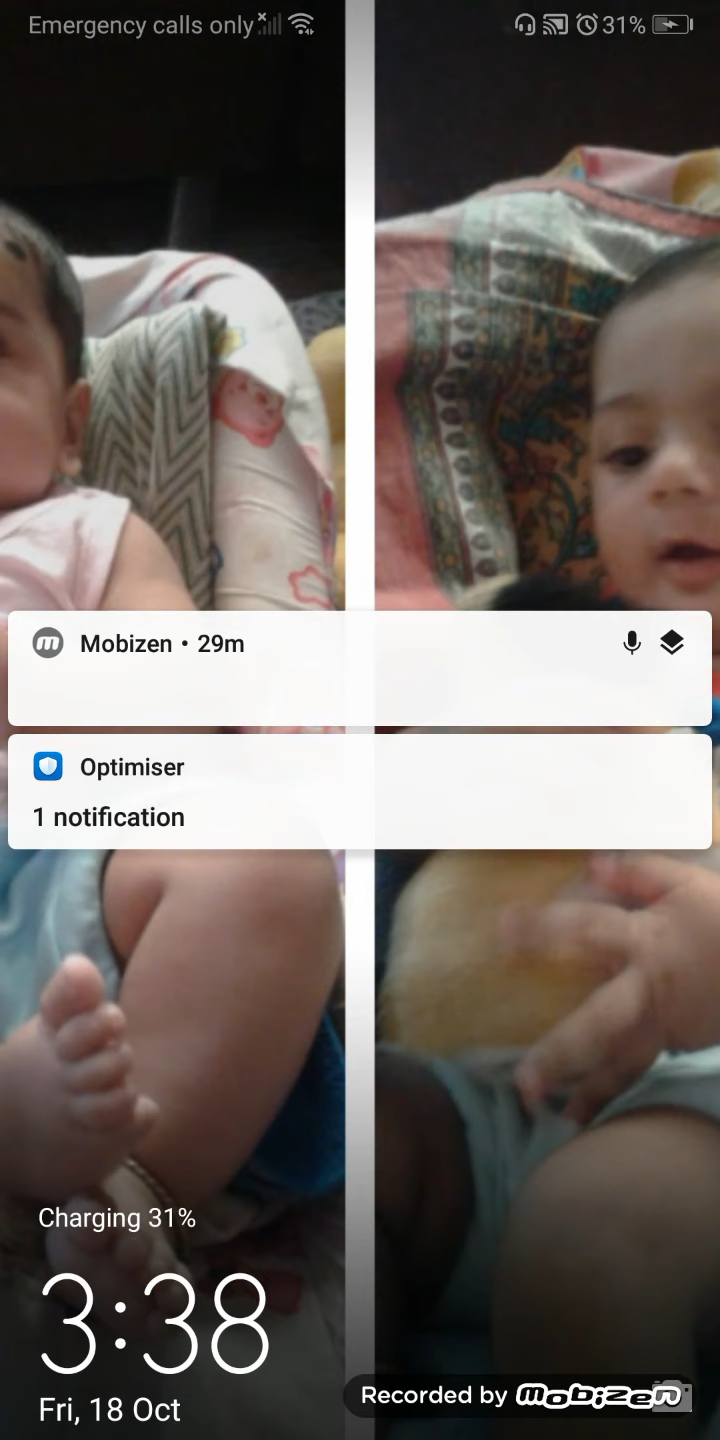 Emergency calls only 31%
Mobizen • 29m
Optimiser
1 notification
Charging 31%
3:38
Fri, 18 Oct
Recorded by mobizen